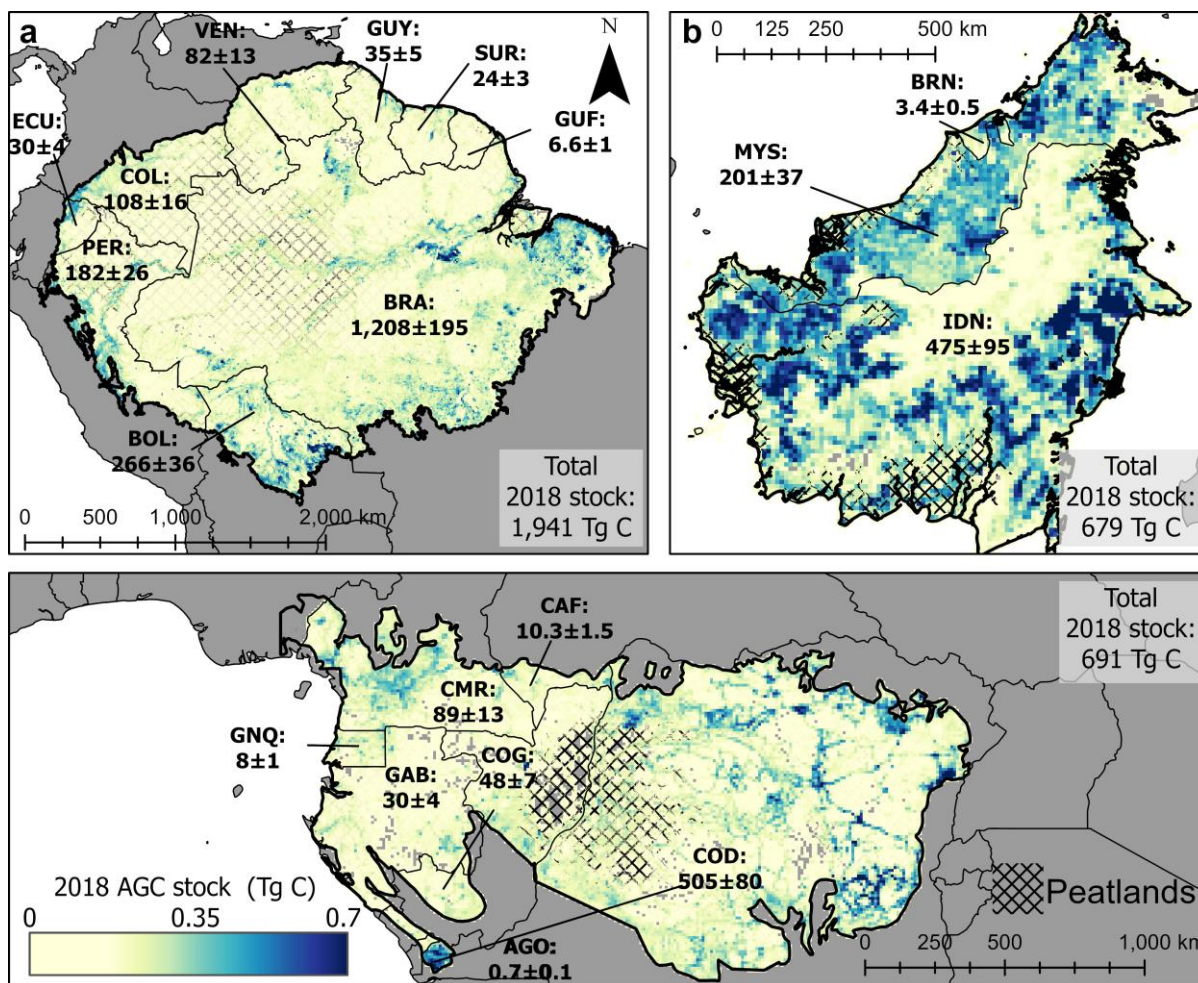 a
VEN:
82±13
GUY:
35±5
SUR:
24±3
N
GUF:
6.6±1
ECU:
30±4
COL:
108±16
PER:
182±26
BRA:
1,208±195
BOL:
266±36
Total
2018 stock:
1,941 Tg C
0 500 1,000 2,000 km
b
0 125 250 500 km
BRN:
3.4±0.5
MYS:
201±37
IDN:
475±95
Total
2018 stock:
679 Tg C
CAF:
10.3±1.5
Total
2018 stock:
691 Tg C
CMR:
89±13
GNQ:
8±1
GAB:
30±4
COG:
48±7
COD:
505±80
AGO:
0.7±0.1
2018 AGC stock (Tg C)
0 0.35 0.7
Peatlands
0 250 500 1,000 km